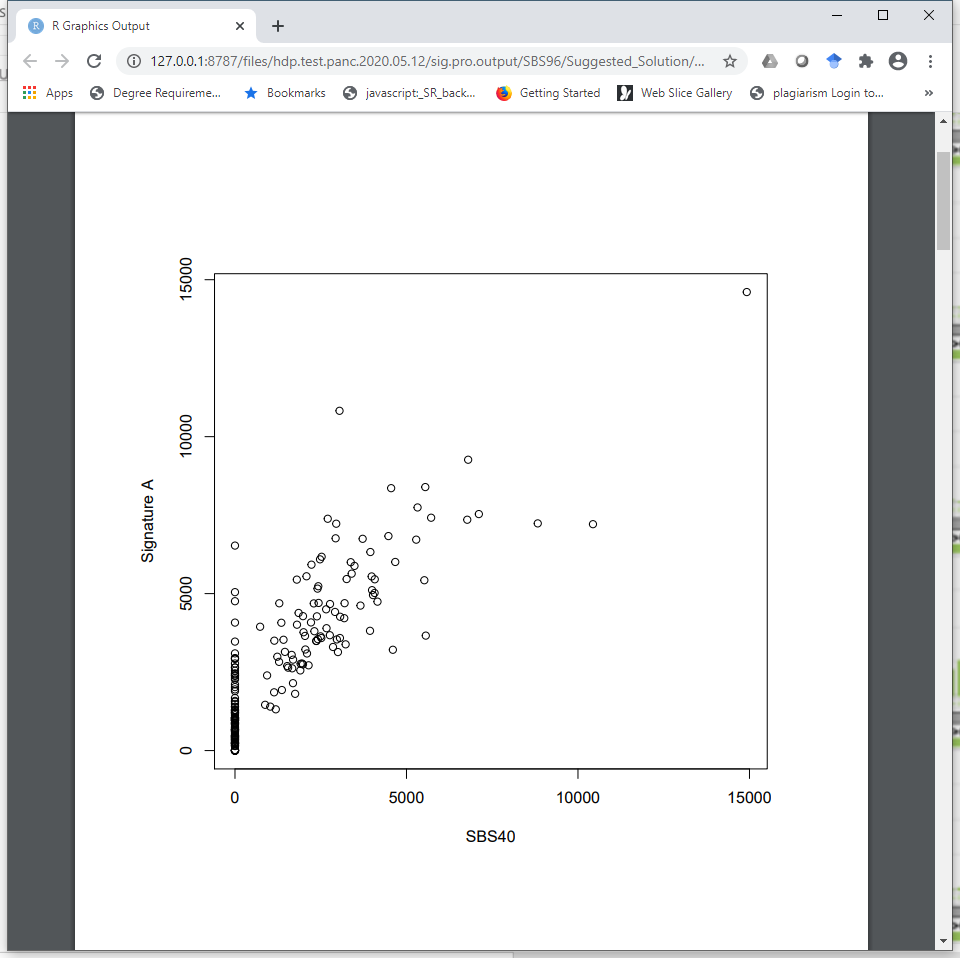 R Graphics Output
127.0.0.1:8787/files/hdp.test.panc.2020.05.12/sig.pro.output/SBS96/Suggested_Solution/...
Apps Degree Requireme... Bookmarks javascript:_SR_back... Getting Started Web Slice Gallery plagiarism Login to... »
15000
10000
5000
0
Signature A
0 5000 10000 15000
SBS40